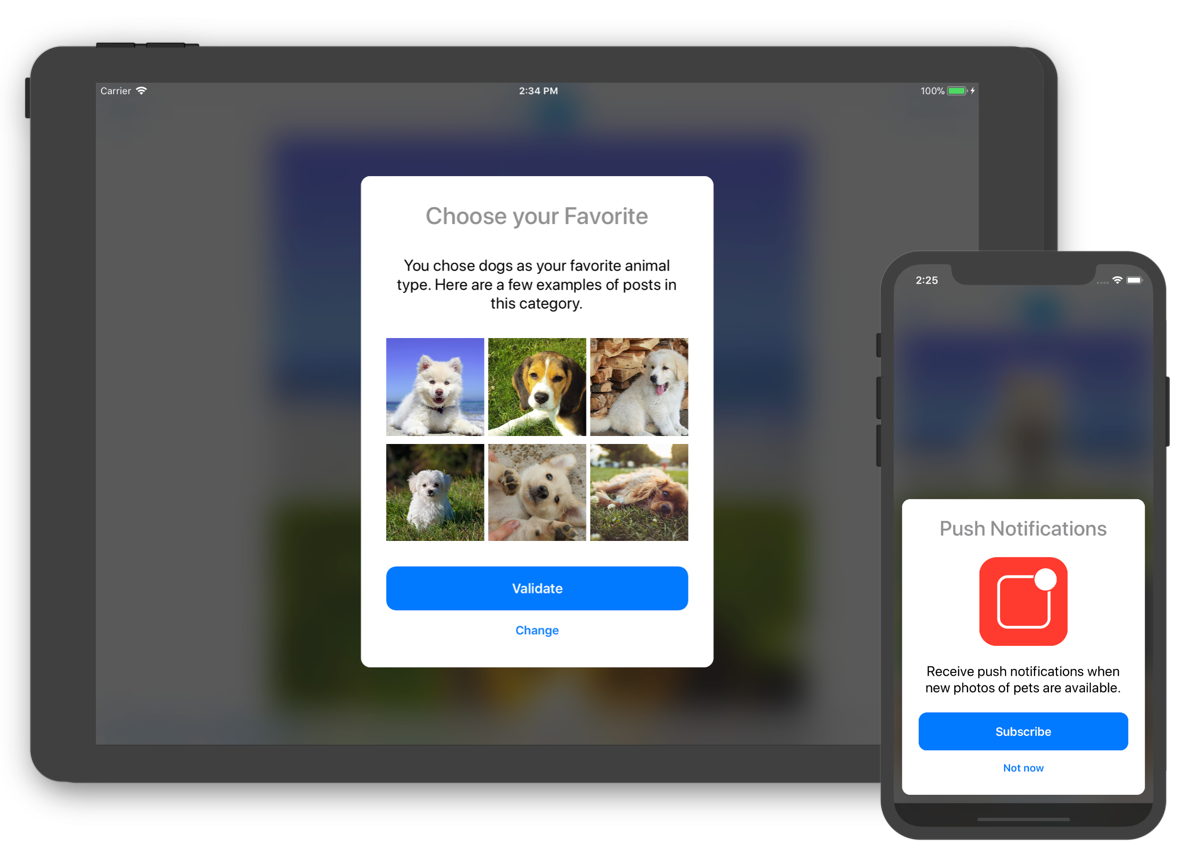 Carrier
2:34 PM
100%
Choose your Favorite
You chose dogs as your favorite animal
type. Here are a few examples of posts in
this category.
Validate
Change
2:25
Push Notifications
Receive push notifications when
new photos of pets are available.
Subscribe
Not now